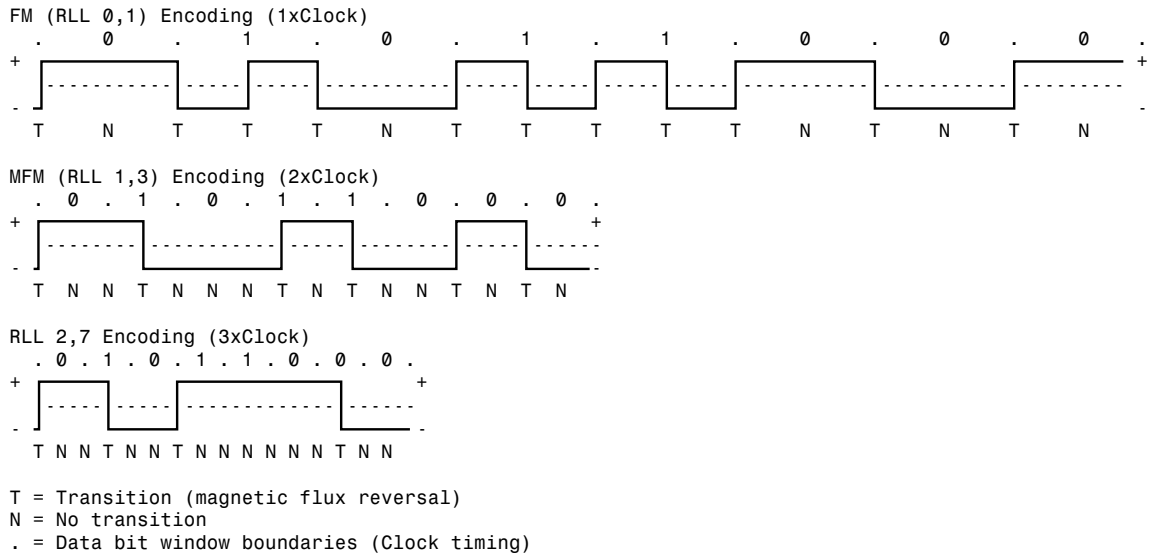 FM (RLL 0,1) Encoding (1xClock)
. 0 . 1 . 0 . 1 . 1 . 0 . 0 . 0 .
+ +
- -
T N T T T N T T T T T N T N T N
MFM (RLL 1,3) Encoding (2xClock)
. 0 . 1 . 0 . 1 . 1 . 0 . 0 . 0 .
+ +
- -
T N N T N N N T N T N N T N T N
RLL 2,7 Encoding (3xClock)
. 0 . 1 . 0 . 1 . 1 . 0 . 0 . 0 .
+ +
- -
T N N T N N T N N N N N N T N N
T = Transition (magnetic flux reversal)
N = No transition
. = Data bit window boundaries (Clock timing)